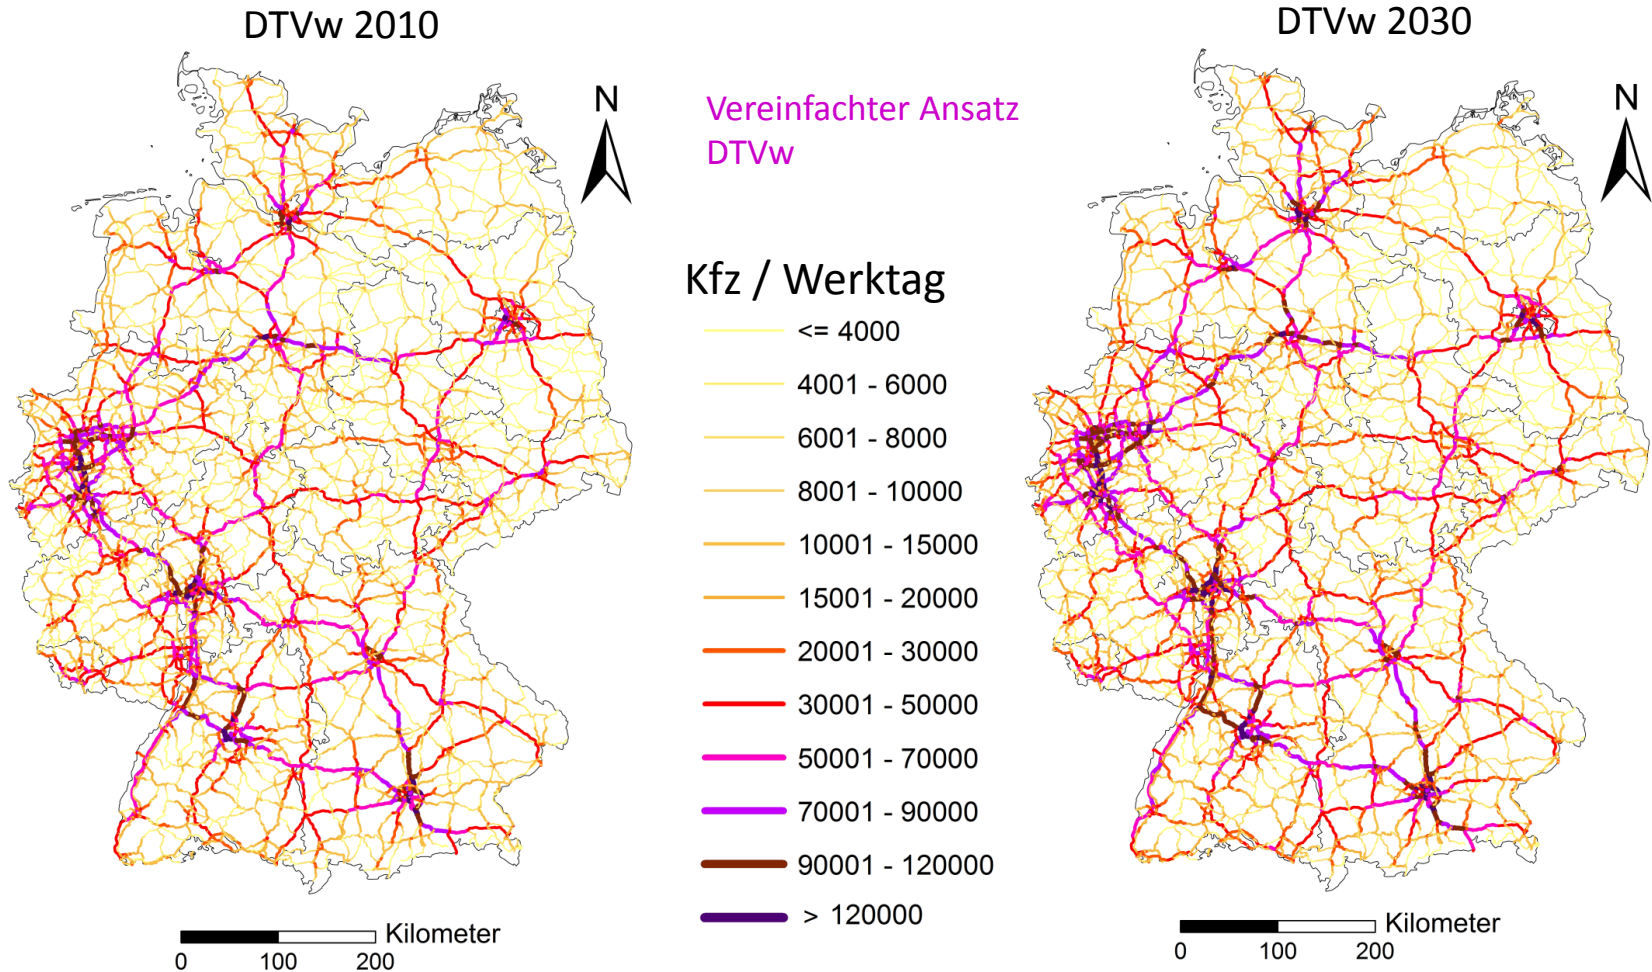 DTVw 2010
DTVw 2030
N
Vereinfachter Ansatz
DTVw
N
Kfz / Werktag
<= 4000
4001 - 6000
6001 - 8000
8001 - 10000
10001 - 15000
15001 - 20000
20001 - 30000
30001 - 50000
50001 - 70000
70001 - 90000
90001 - 120000
> 120000
Kilometer
0 100 200
Kilometer
0 100 200